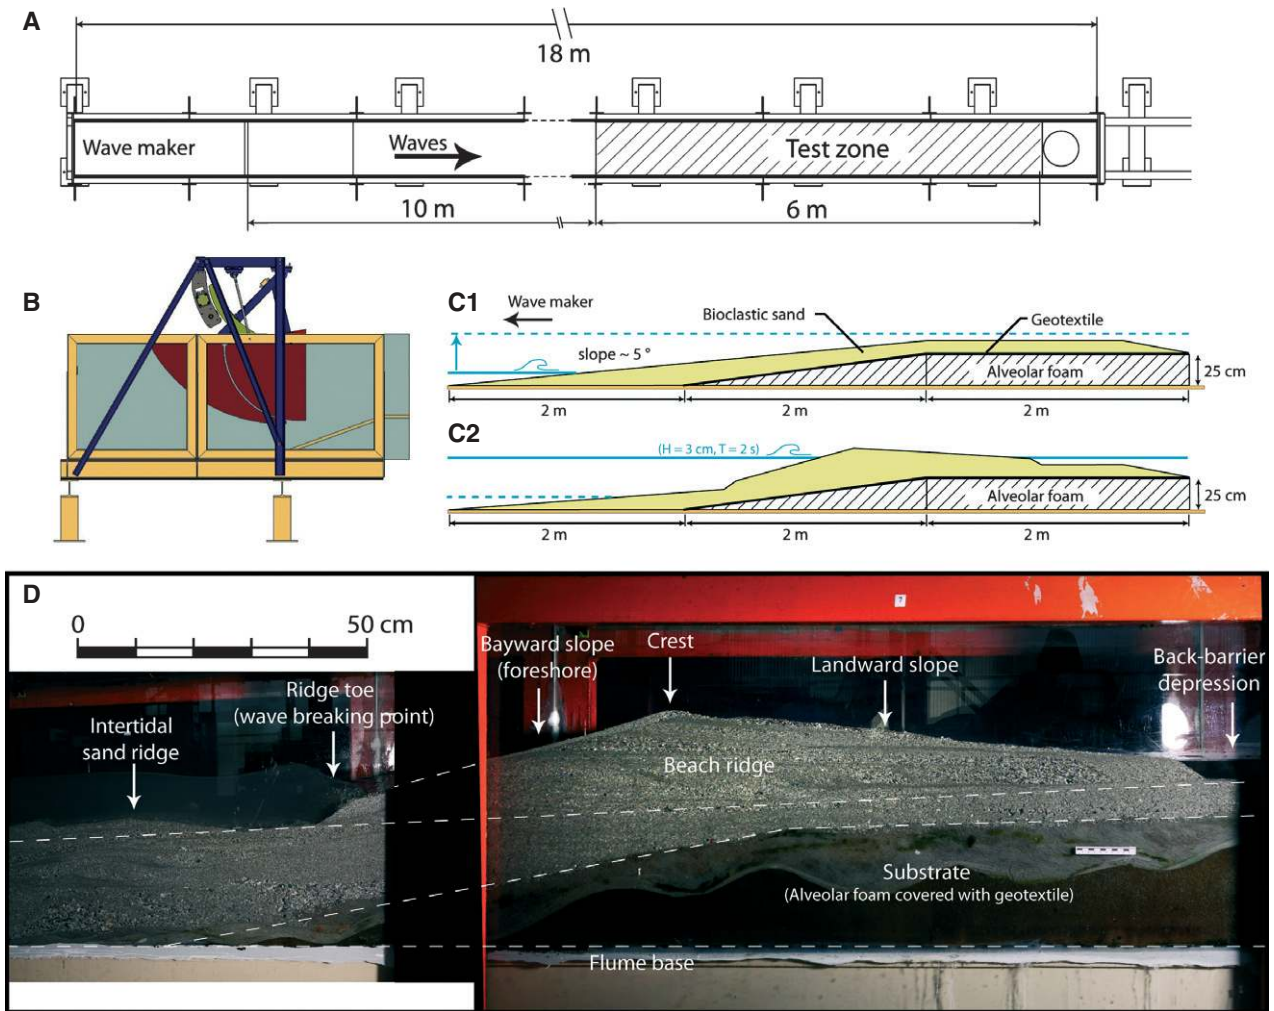 A
18 m
Wave maker
Waves
Test zone
10 m
6 m
B
C1
Wave maker
Bioclastic sand
Geotextile
slope ~ 5 °
Alveolar foam
25 cm
2 m
2 m
2 m
C2
(H = 3 cm, T = 2 s)
Alveolar foam
25 cm
2 m
2 m
2 m
D
0
50 cm
Intertidal
sand ridge
Ridge toe
(wave breaking point)
Bayward slope
(foreshore)
Crest
Landward slope
Back-barrier
depression
Beach ridge
Substrate
(Alveolar foam covered with geotextile)
Flume base